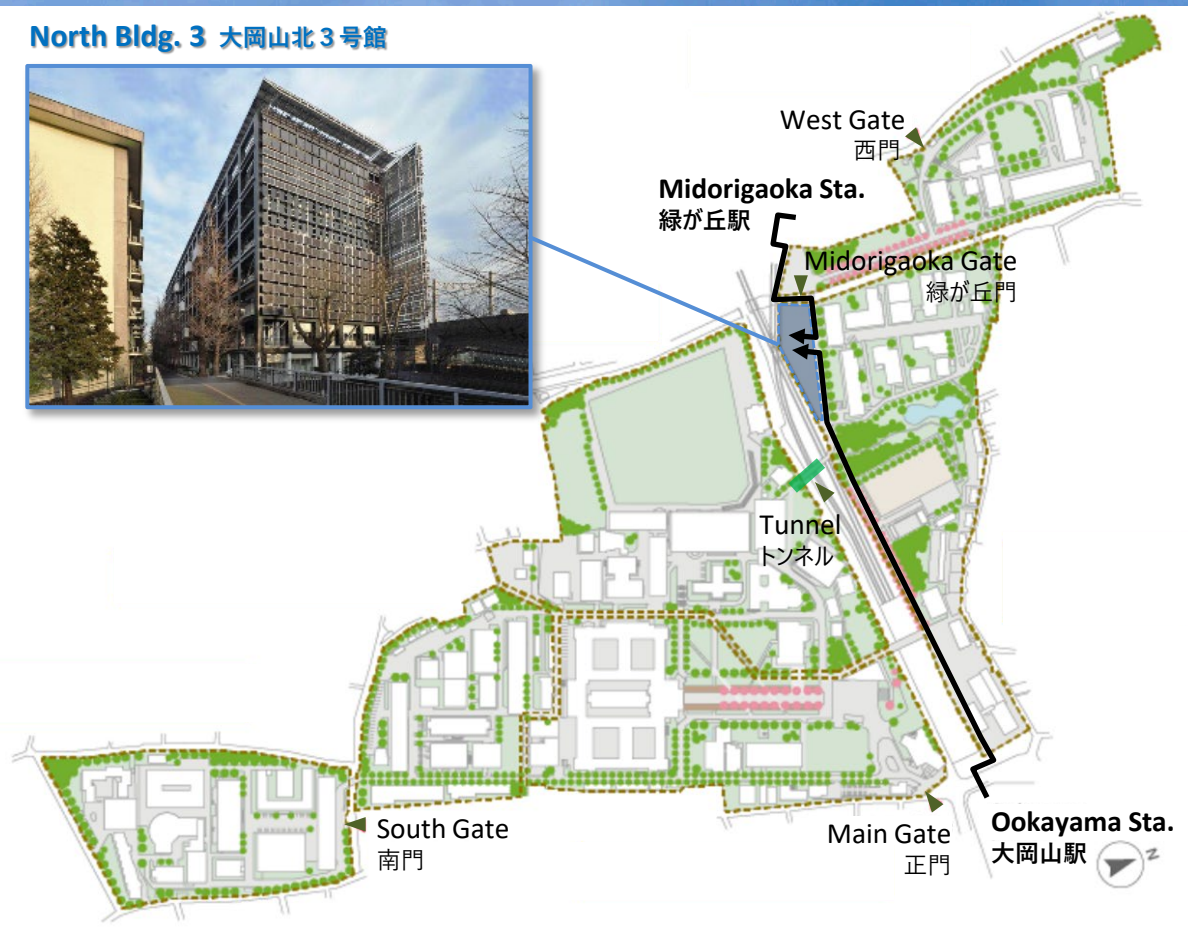 North Bldg. 3 大岡山北３号館
West Gate
西門
Midorigaoka Sta.
緑が丘駅
Midorigaoka Gate
緑が丘門
Tunnel
トンネル
South Gate
南門
Main Gate
正門
Ookayama Sta.
大岡山駅
N